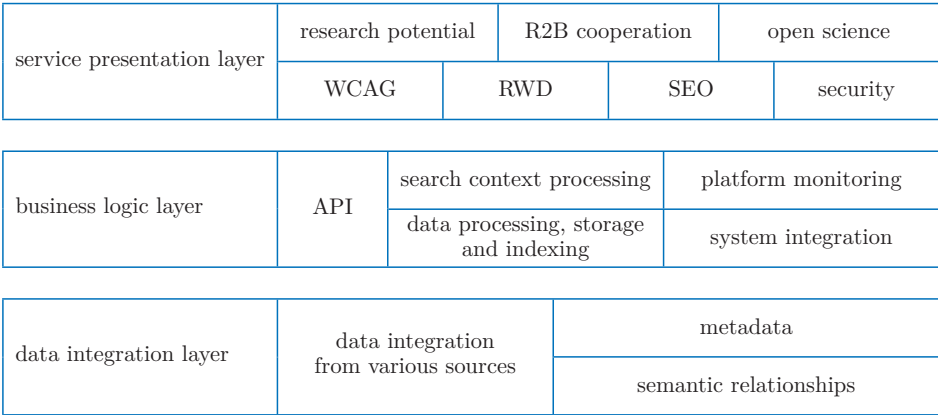 service presentation layer
research potential
R2B cooperation
open science
WCAG
RWD
SEO
security
business logic layer
API
search context processing
platform monitoring
data processing, storage
and indexing
system integration
data integration layer
data integration
from various sources
metadata
semantic relationships